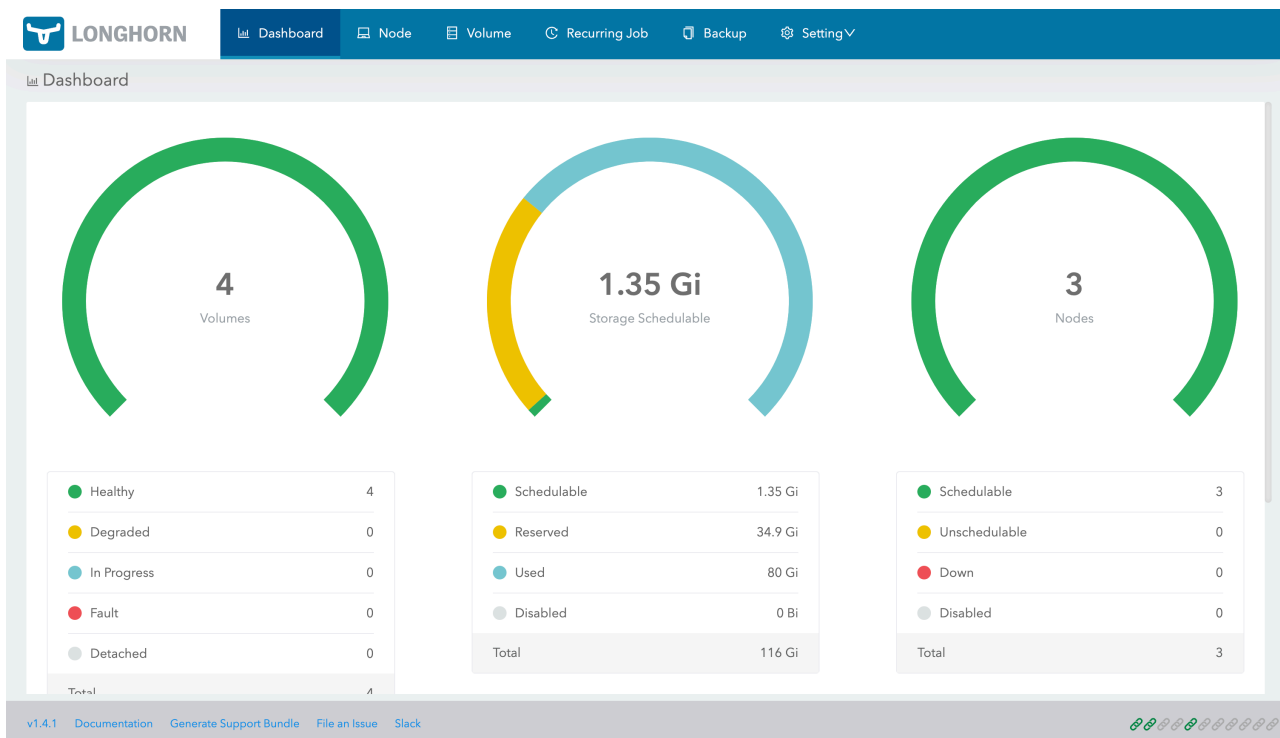 LONGHORN Dashboard Node Volume Recurring Job Backup Setting
Dashboard
4
Volumes
1.35 Gi
Storage Schedulable
3
Nodes
Healthy 4
Degraded 0
In Progress 0
Fault 0
Detached 0
Total 4
Schedulable 1.35 Gi
Reserved 34.9 Gi
Used 80 Gi
Disabled 0 Bi
Total 116 Gi
Schedulable 3
Unschedulable 0
Down 0
Disabled 0
Total 3
v1.4.1 Documentation Generate Support Bundle File an Issue Slack